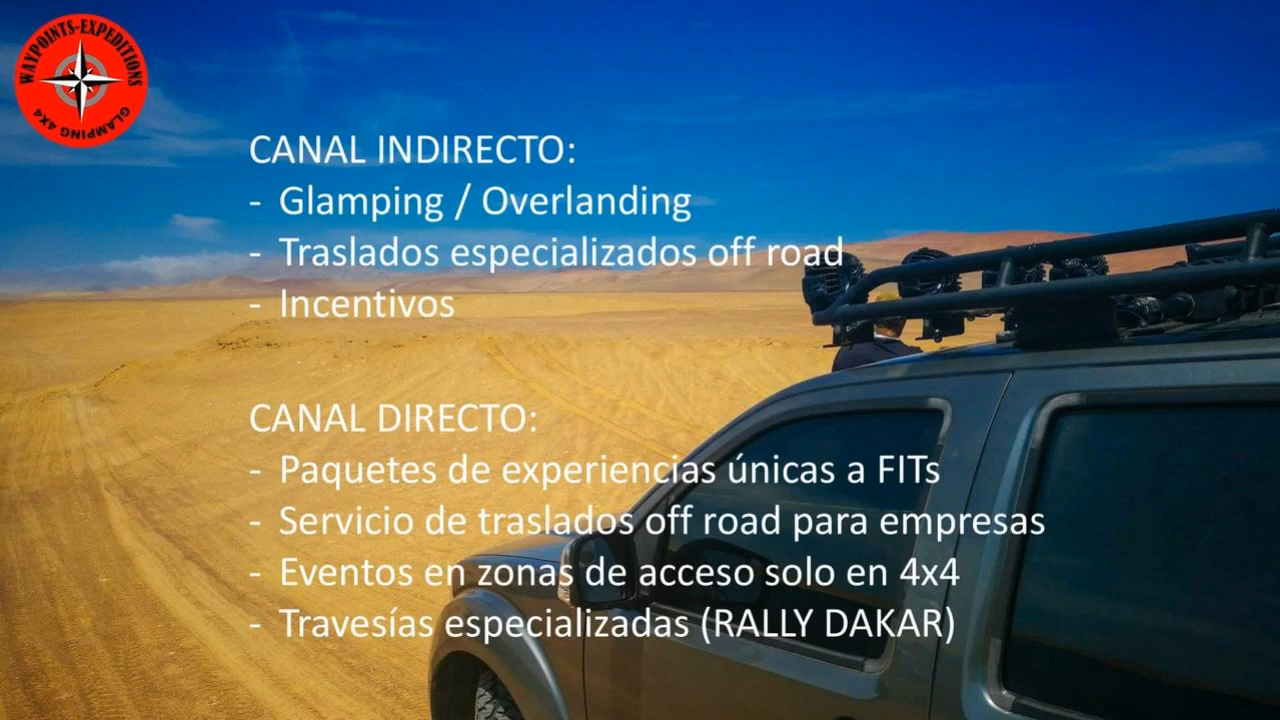 WAYPOINTS-EXPEDITIONS
GLAMPING 4X4
CANAL INDIRECTO:
- Glamping / Overlanding
- Traslados especializados off road
- Incentivos
CANAL DIRECTO:
- Paquetes de experiencias únicas a FITs
- Servicio de traslados off road para empresas
- Eventos en zonas de acceso solo en 4x4
- Travesías especializadas (RALLY DAKAR)